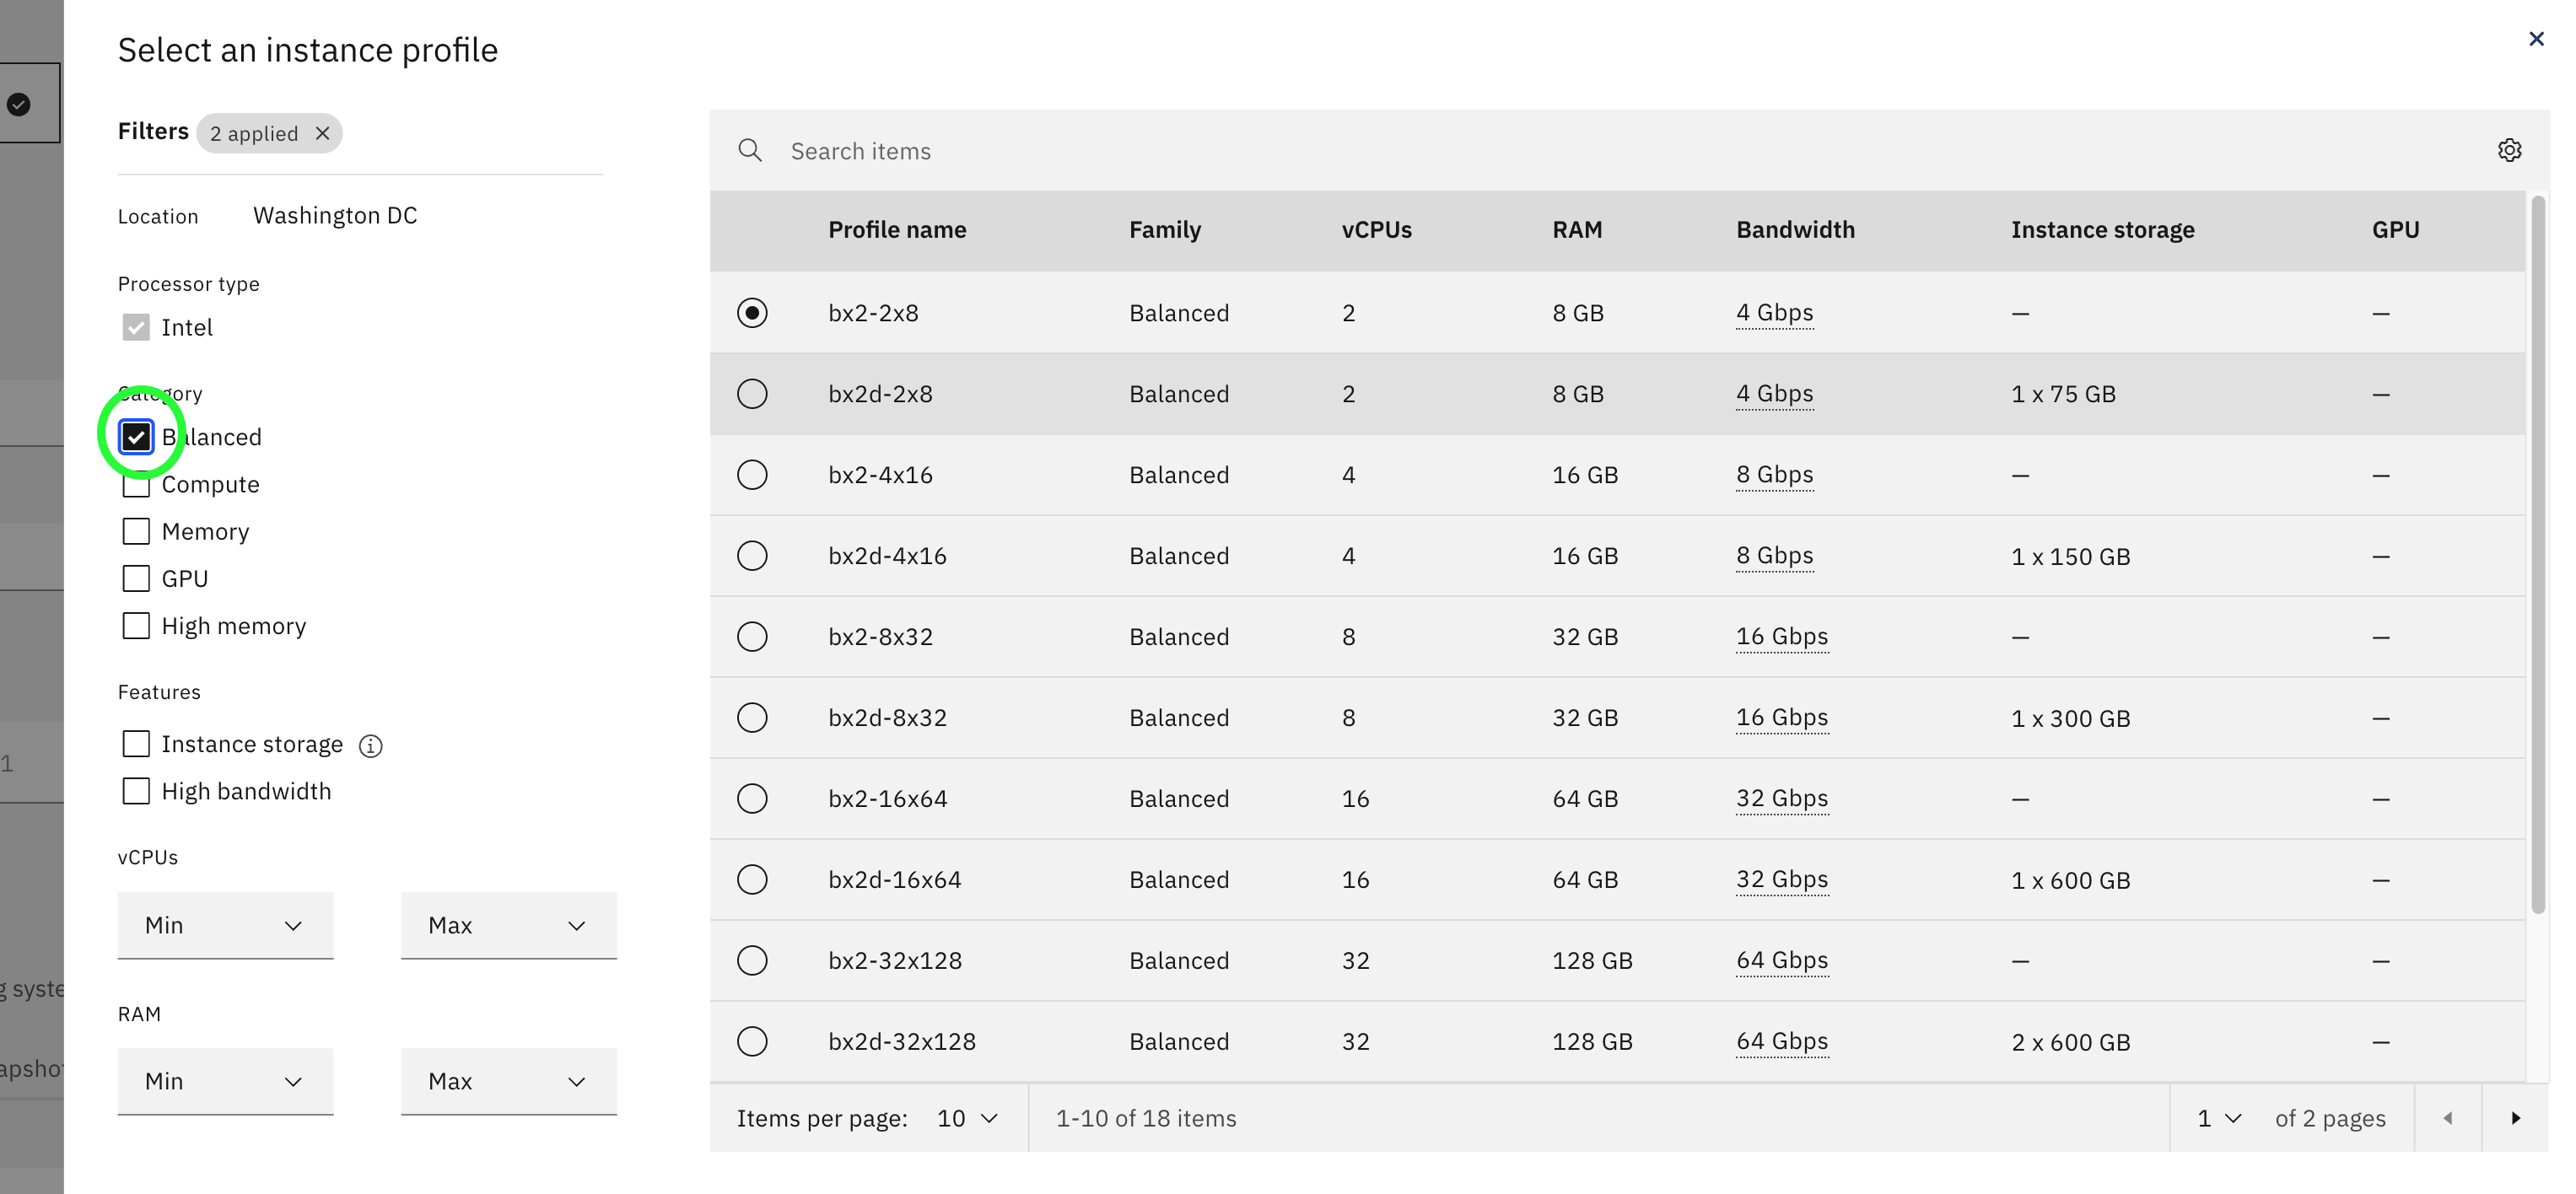 Select an instance profile
Filters 2 applied
Location Washington DC
Processor type
Intel
Category
Balanced
Compute
Memory
GPU
High memory
Features
Instance storage
High bandwidth
vCPUs
Min Max
RAM
Min Max
Search items
Profile name Family vCPUs RAM Bandwidth Instance storage GPU
bx2-2x8 Balanced 2 8 GB 4 Gbps — —
bx2d-2x8 Balanced 2 8 GB 4 Gbps 1 x 75 GB —
bx2-4x16 Balanced 4 16 GB 8 Gbps — —
bx2d-4x16 Balanced 4 16 GB 8 Gbps 1 x 150 GB —
bx2-8x32 Balanced 8 32 GB 16 Gbps — —
bx2d-8x32 Balanced 8 32 GB 16 Gbps 1 x 300 GB —
bx2-16x64 Balanced 16 64 GB 32 Gbps — —
bx2d-16x64 Balanced 16 64 GB 32 Gbps 1 x 600 GB —
bx2-32x128 Balanced 32 128 GB 64 Gbps — —
bx2d-32x128 Balanced 32 128 GB 64 Gbps 2 x 600 GB —
Items per page: 10 1-10 of 18 items 1 of 2 pages
1